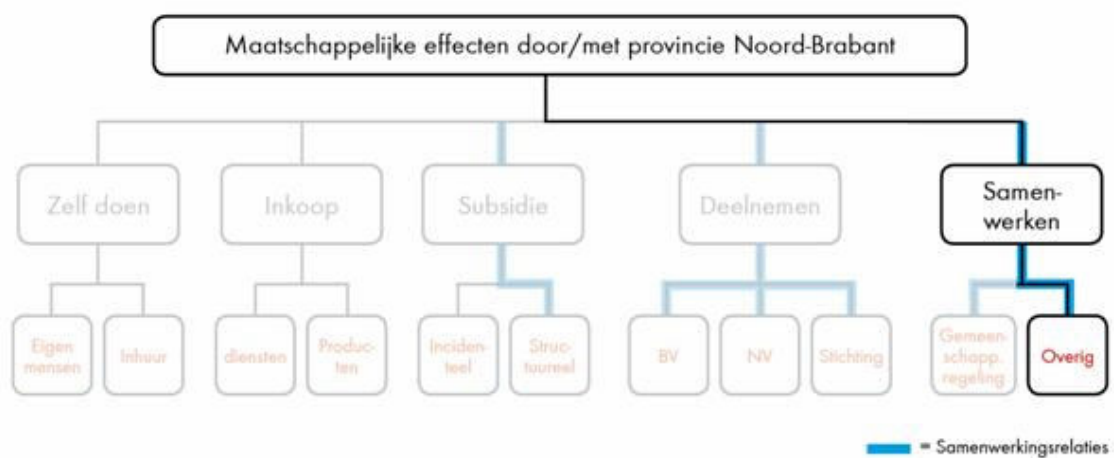 Maatschappelijke effecten door/met provincie Noord-Brabant
Zelf doen
Inkoop
Subsidie
Deelnemen
Samen-
werken
Eigen
mensen
Inhuur
diensten
Produc-
ten
Inciden-
teel
Struc-
tuureel
BV
NV
Stichting
Gemeen-
schapp.
regeling
Overig
= Samenwerkingsrelaties